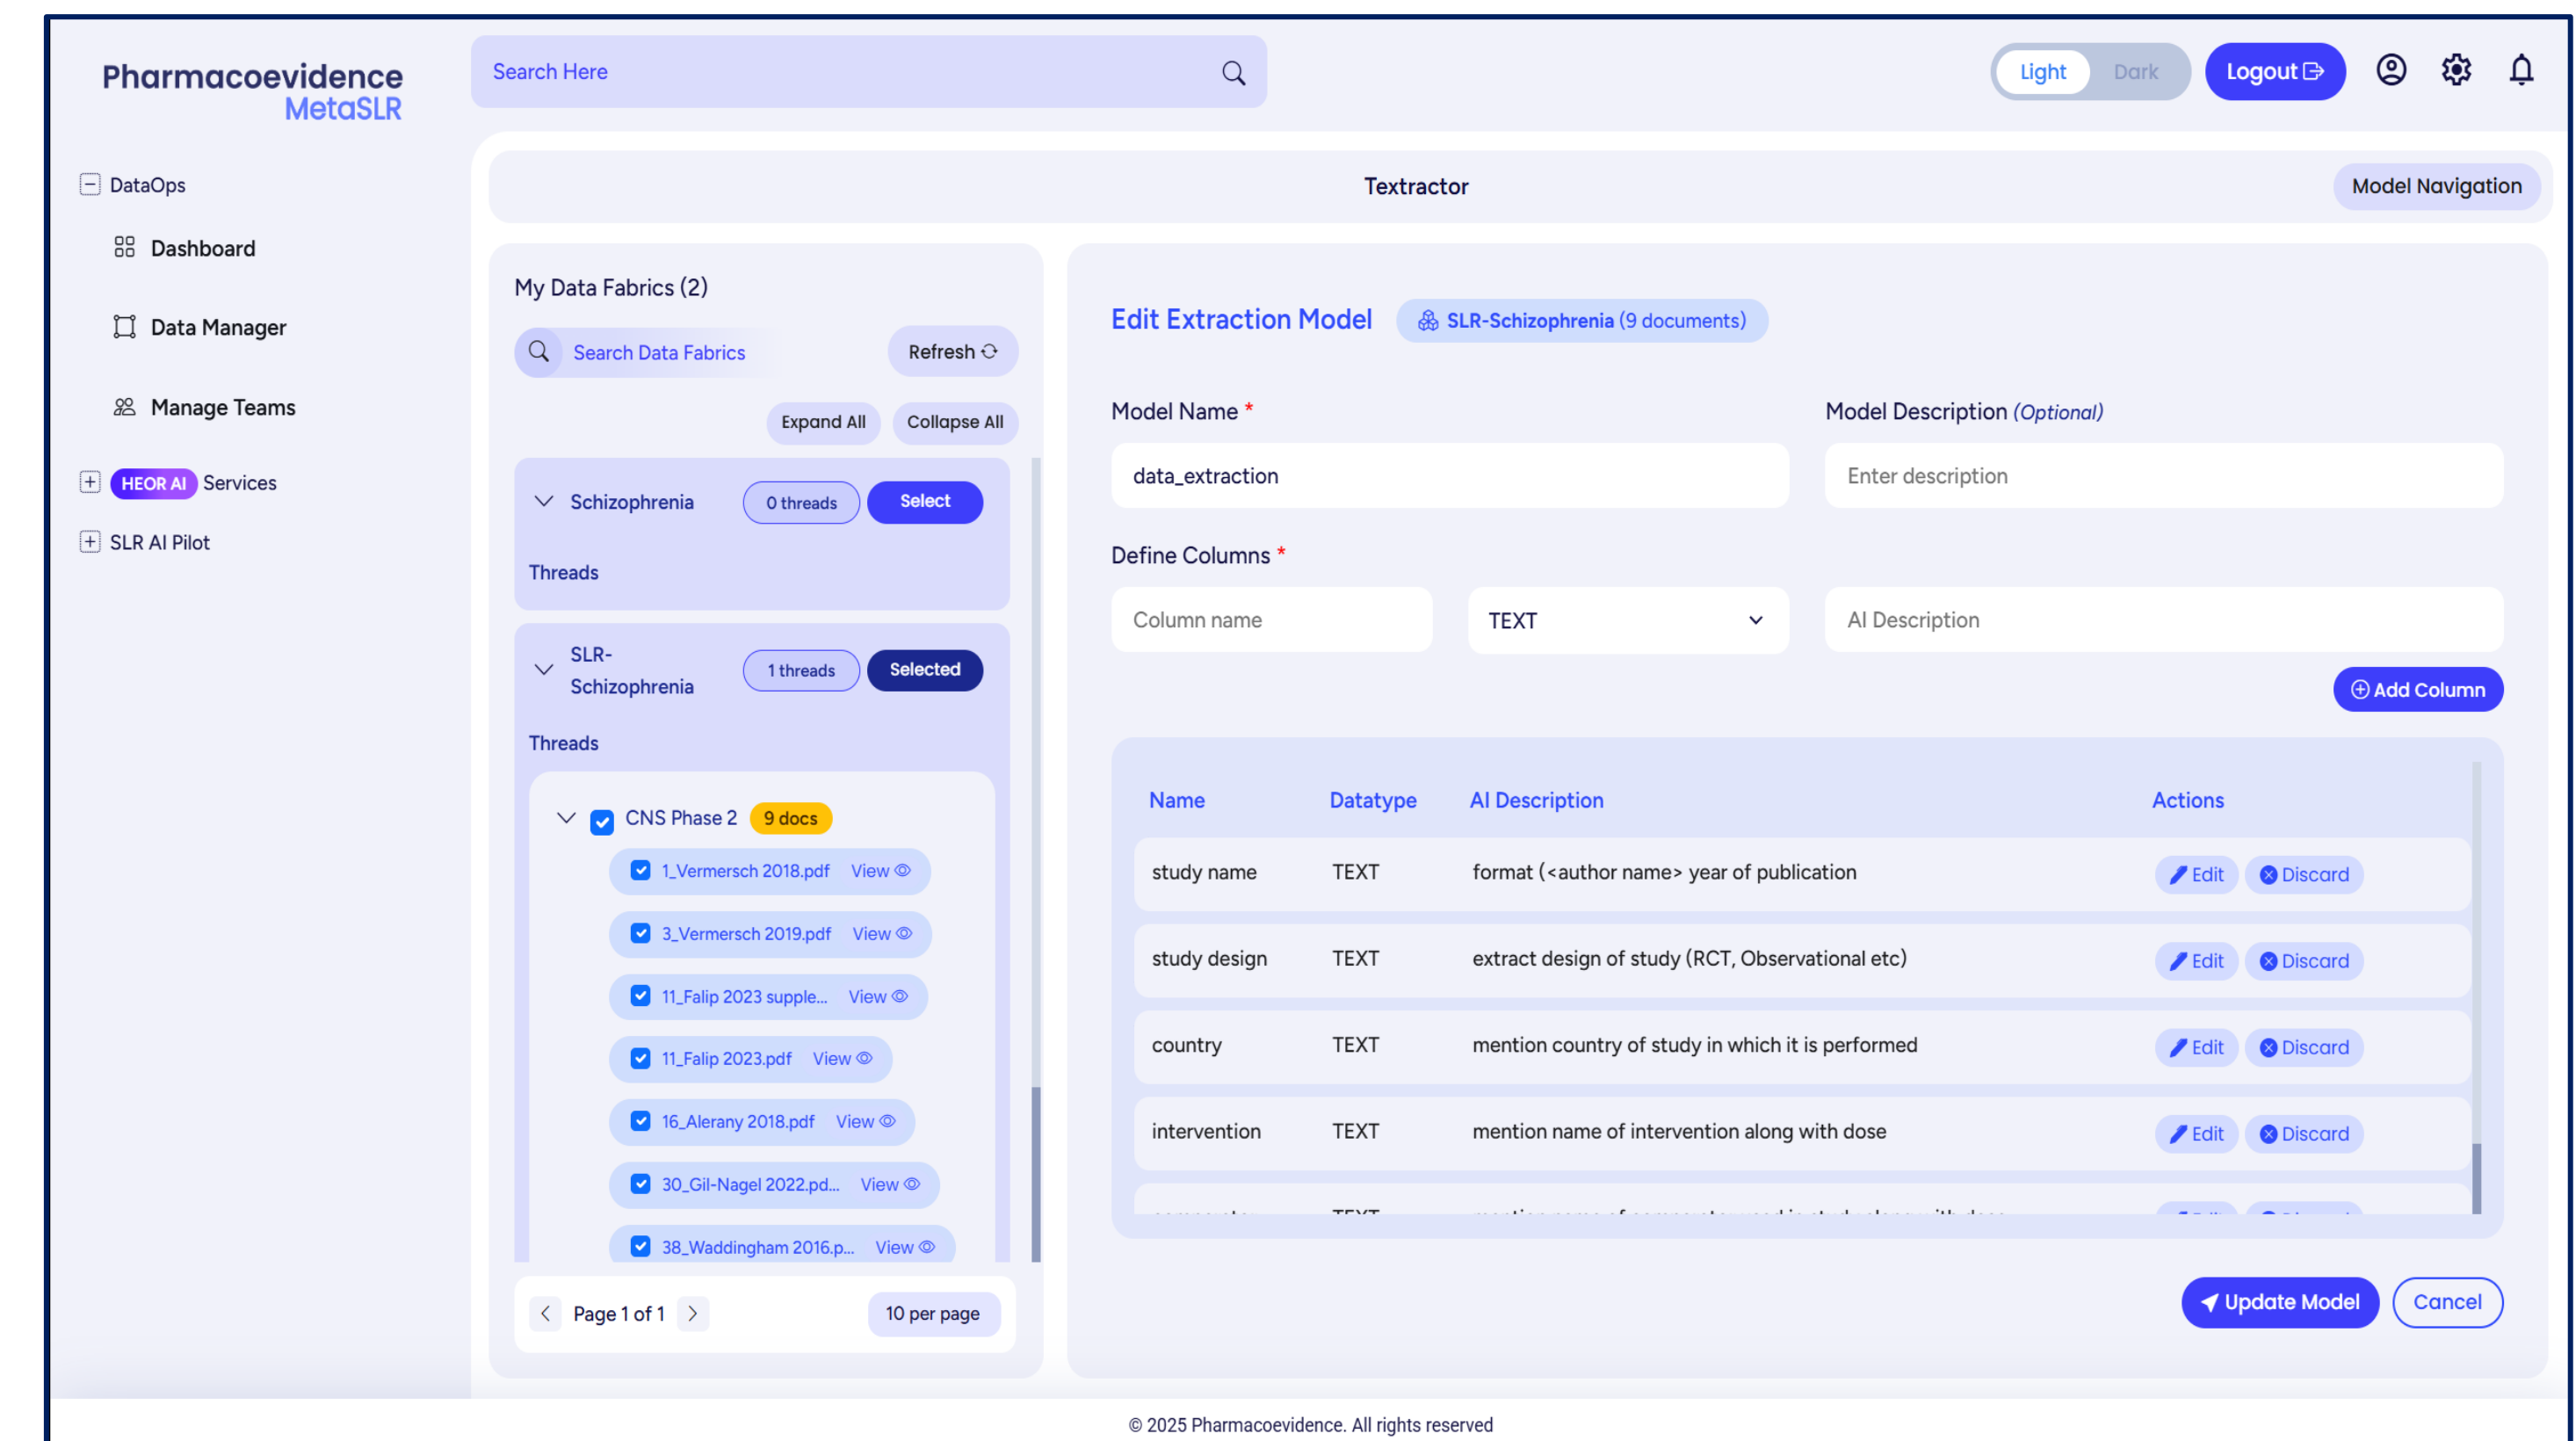 Pharmacoevidence
MetaSLR
Search Here
Light Dark Logout
DataOps
Dashboard
Data Manager
Manage Teams
HEOR AI Services
SLR AI Pilot
Textractor
Model Navigation
My Data Fabrics (2)
Search Data Fabrics
Refresh
Expand All Collapse All
Schizophrenia 0 threads Select
Threads
SLR-
Schizophrenia 1 threads Selected
Threads
CNS Phase 2 9 docs
1_Vermersch 2018.pdf View
3_Vermersch 2019.pdf View
11_Falip 2023 supple... View
11_Falip 2023.pdf View
16_Alerany 2018.pdf View
30_Gil-Nagel 2022.pd... View
38_Waddingham 2016.p... View
Page 1 of 1 10 per page
Edit Extraction Model SLR-Schizophrenia (9 documents)
Model Name * Model Description (Optional)
data_extraction Enter description
Define Columns *
Column name TEXT AI Description
Add Column
Name Datatype AI Description Actions
study name TEXT format (<author name> year of publication Edit Discard
study design TEXT extract design of study (RCT, Observational etc) Edit Discard
country TEXT mention country of study in which it is performed Edit Discard
intervention TEXT mention name of intervention along with dose Edit Discard
Update Model Cancel
© 2025 Pharmacoevidence. All rights reserved